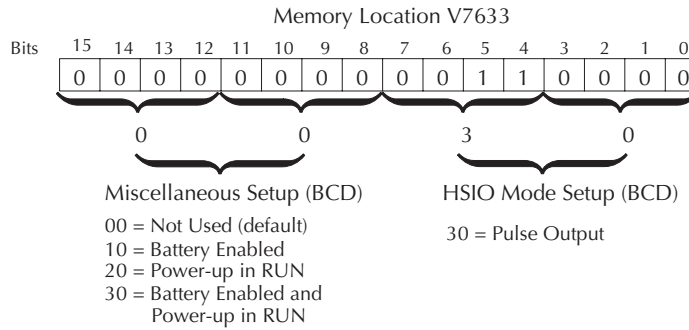 Memory Location V7633
Bits 15 14 13 12 11 10 9 8 7 6 5 4 3 2 1 0
0 0 0 0 0 0 0 0 0 0 1 1 0 0 0 0
0 0 3 0
Miscellaneous Setup (BCD)
00 = Not Used (default)
10 = Battery Enabled
20 = Power-up in RUN
30 = Battery Enabled and
Power-up in RUN
HSIO Mode Setup (BCD)
30 = Pulse Output